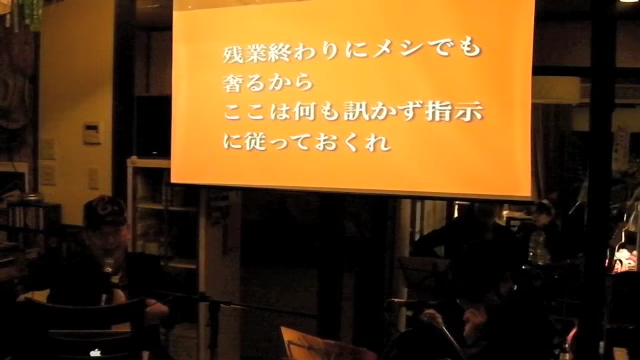 残業終わりにメシでも
奢るから
ここは何も訊かず指示
に従っておくれ